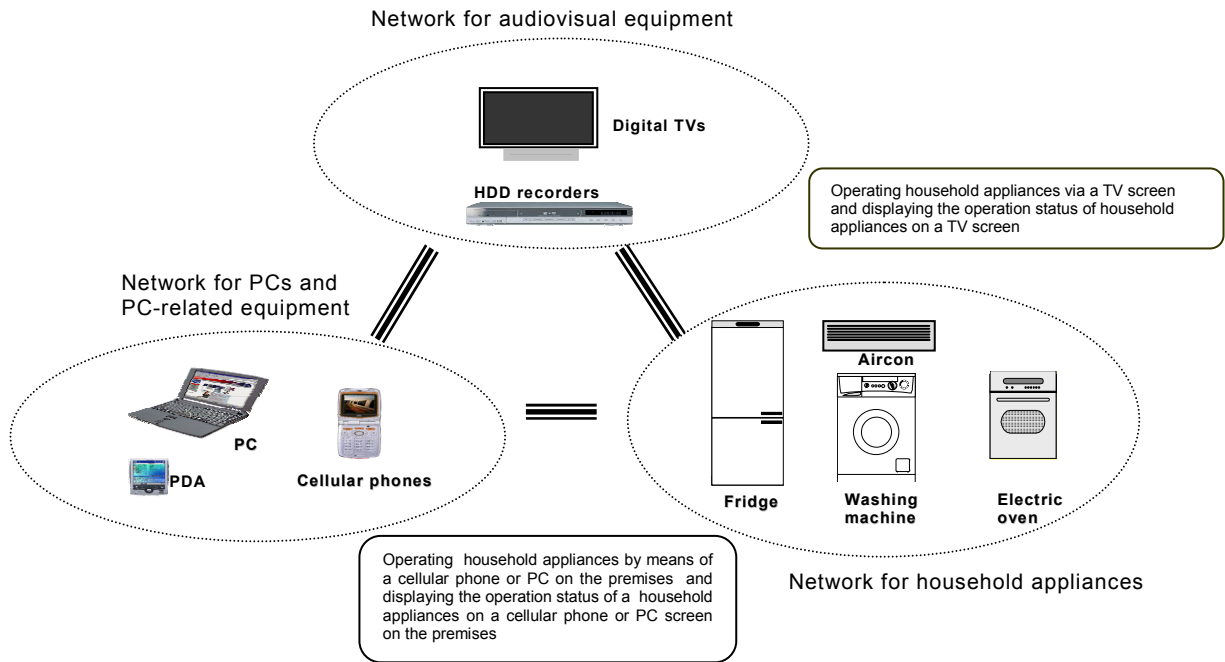 Network for audiovisual equipment
Digital TVs
HDD recorders
Operating household appliances via a TV screen
and displaying the operation status of household
appliances on a TV screen
Network for PCs and
PC-related equipment
PC
PDA
Cellular phones
Aircon
Fridge
Washing
machine
Electric
oven
Operating household appliances by means of
a cellular phone or PC on the premises and
displaying the operation status of a household
appliances on a cellular phone or PC screen
on the premises
Network for household appliances